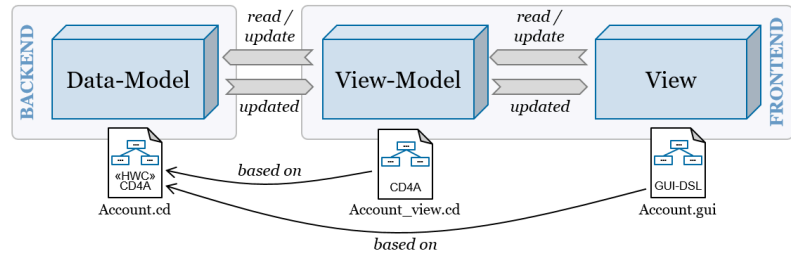 BACKEND
FRONTEND
read /
update
read /
update
Data-Model
View-Model
View
updated
updated
«HWC»
CD4A
CD4A
GUI-DSL
based on
Account.cd
Account_view.cd
Account.gui
based on